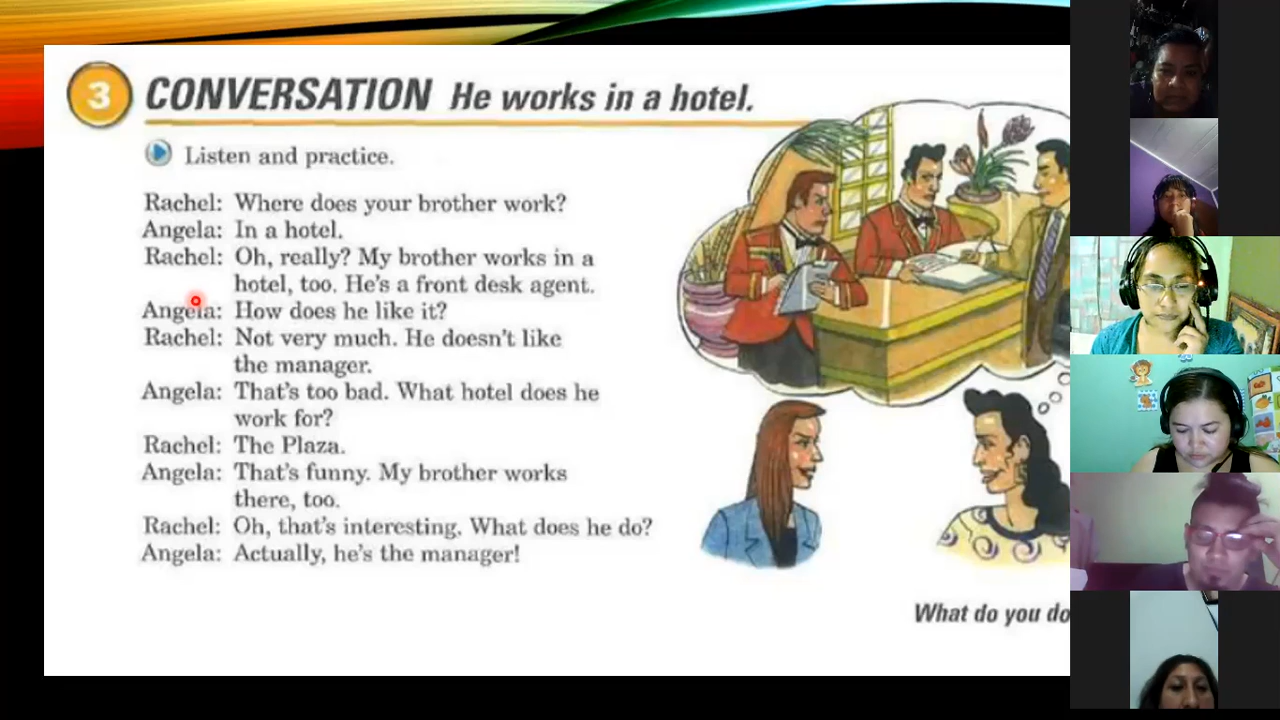 3 CONVERSATION He works in a hotel.
Listen and practice.
Rachel: Where does your brother work?
Angela: In a hotel.
Rachel: Oh, really? My brother works in a
hotel, too. He's a front desk agent.
Angela: How does he like it?
Rachel: Not very much. He doesn't like
the manager.
Angela: That's too bad. What hotel does he
work for?
Rachel: The Plaza.
Angela: That's funny. My brother works
there, too.
Rachel: Oh, that's interesting. What does he do?
Angela: Actually, he's the manager!
What do you do